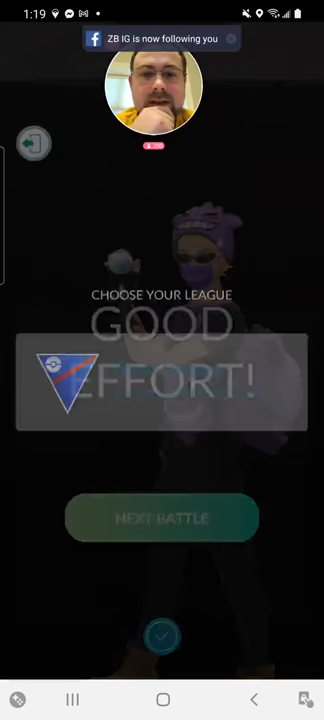 1:19
ZB IG is now following you
CHOOSE YOUR LEAGUE
GOOD
EFFORT!
NEXT BATTLE